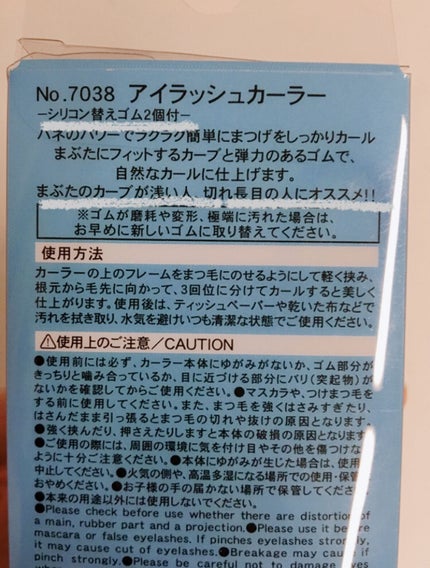 No.7038 アイラッシュカーラー
−シリコン替えゴム2個付−
バネのパワーでラクラク簡単にまつげをしっかりカール
まぶたにフィットするカーブと弾力のあるゴムで、
自然なカールに仕上げます。
まぶたのカーブが浅い人、切れ長目の人にオススメ!!
※ゴムが磨耗や変形、極端に汚れた場合は、
お早めに新しいゴムに取り替えてください。
使用方法
カーラーの上のフレームをまつ毛にのせるようにして軽く挟み、
根元から毛先に向かって、3回位に分けてカールすると美しく
仕上がります。使用後は、ティッシュペーパーや乾いた布などで
汚れを拭き取り、水気を避けいつも清潔な状態でご使用ください。
⚠使用上のご注意/CAUTION
●使用前には必ず、カーラー本体にゆがみがないか、ゴム部分が
きっちりと噛み合っているか、目に近づける部分にバリ(突起物)が
ないかを確認してからご使用ください。●マスカラや、つけまつ毛を
する前に使用してください。また、まつ毛を強くはさみすぎたり、
はさんだまま引っ張るとまつ毛の切れや抜けの原因となります。
●強く挟んだり、押さえたりしますと本体の破損の原因となります
●ご使用の際には、周囲の環境に気を付け目やその他を傷つけな
ように十分ご注意ください。●本体にゆがみが生じた場合は、使用
中止してください。●火気の側や、高温多湿になる場所での使用・保管
おやめください。●お子様の手の届かない場所で保管してくださ
●本来の用途以外には使用しないでください。
●Please check before use whether there are distortion of
a main, rubber part and a projection.●Please use it before
mascara or false eyelashes. If pinches eyelashes strongly,
it may cause cut of eyelashes.●Breakage may cause if
pinch strongly.●Please be careful not to damage eyes